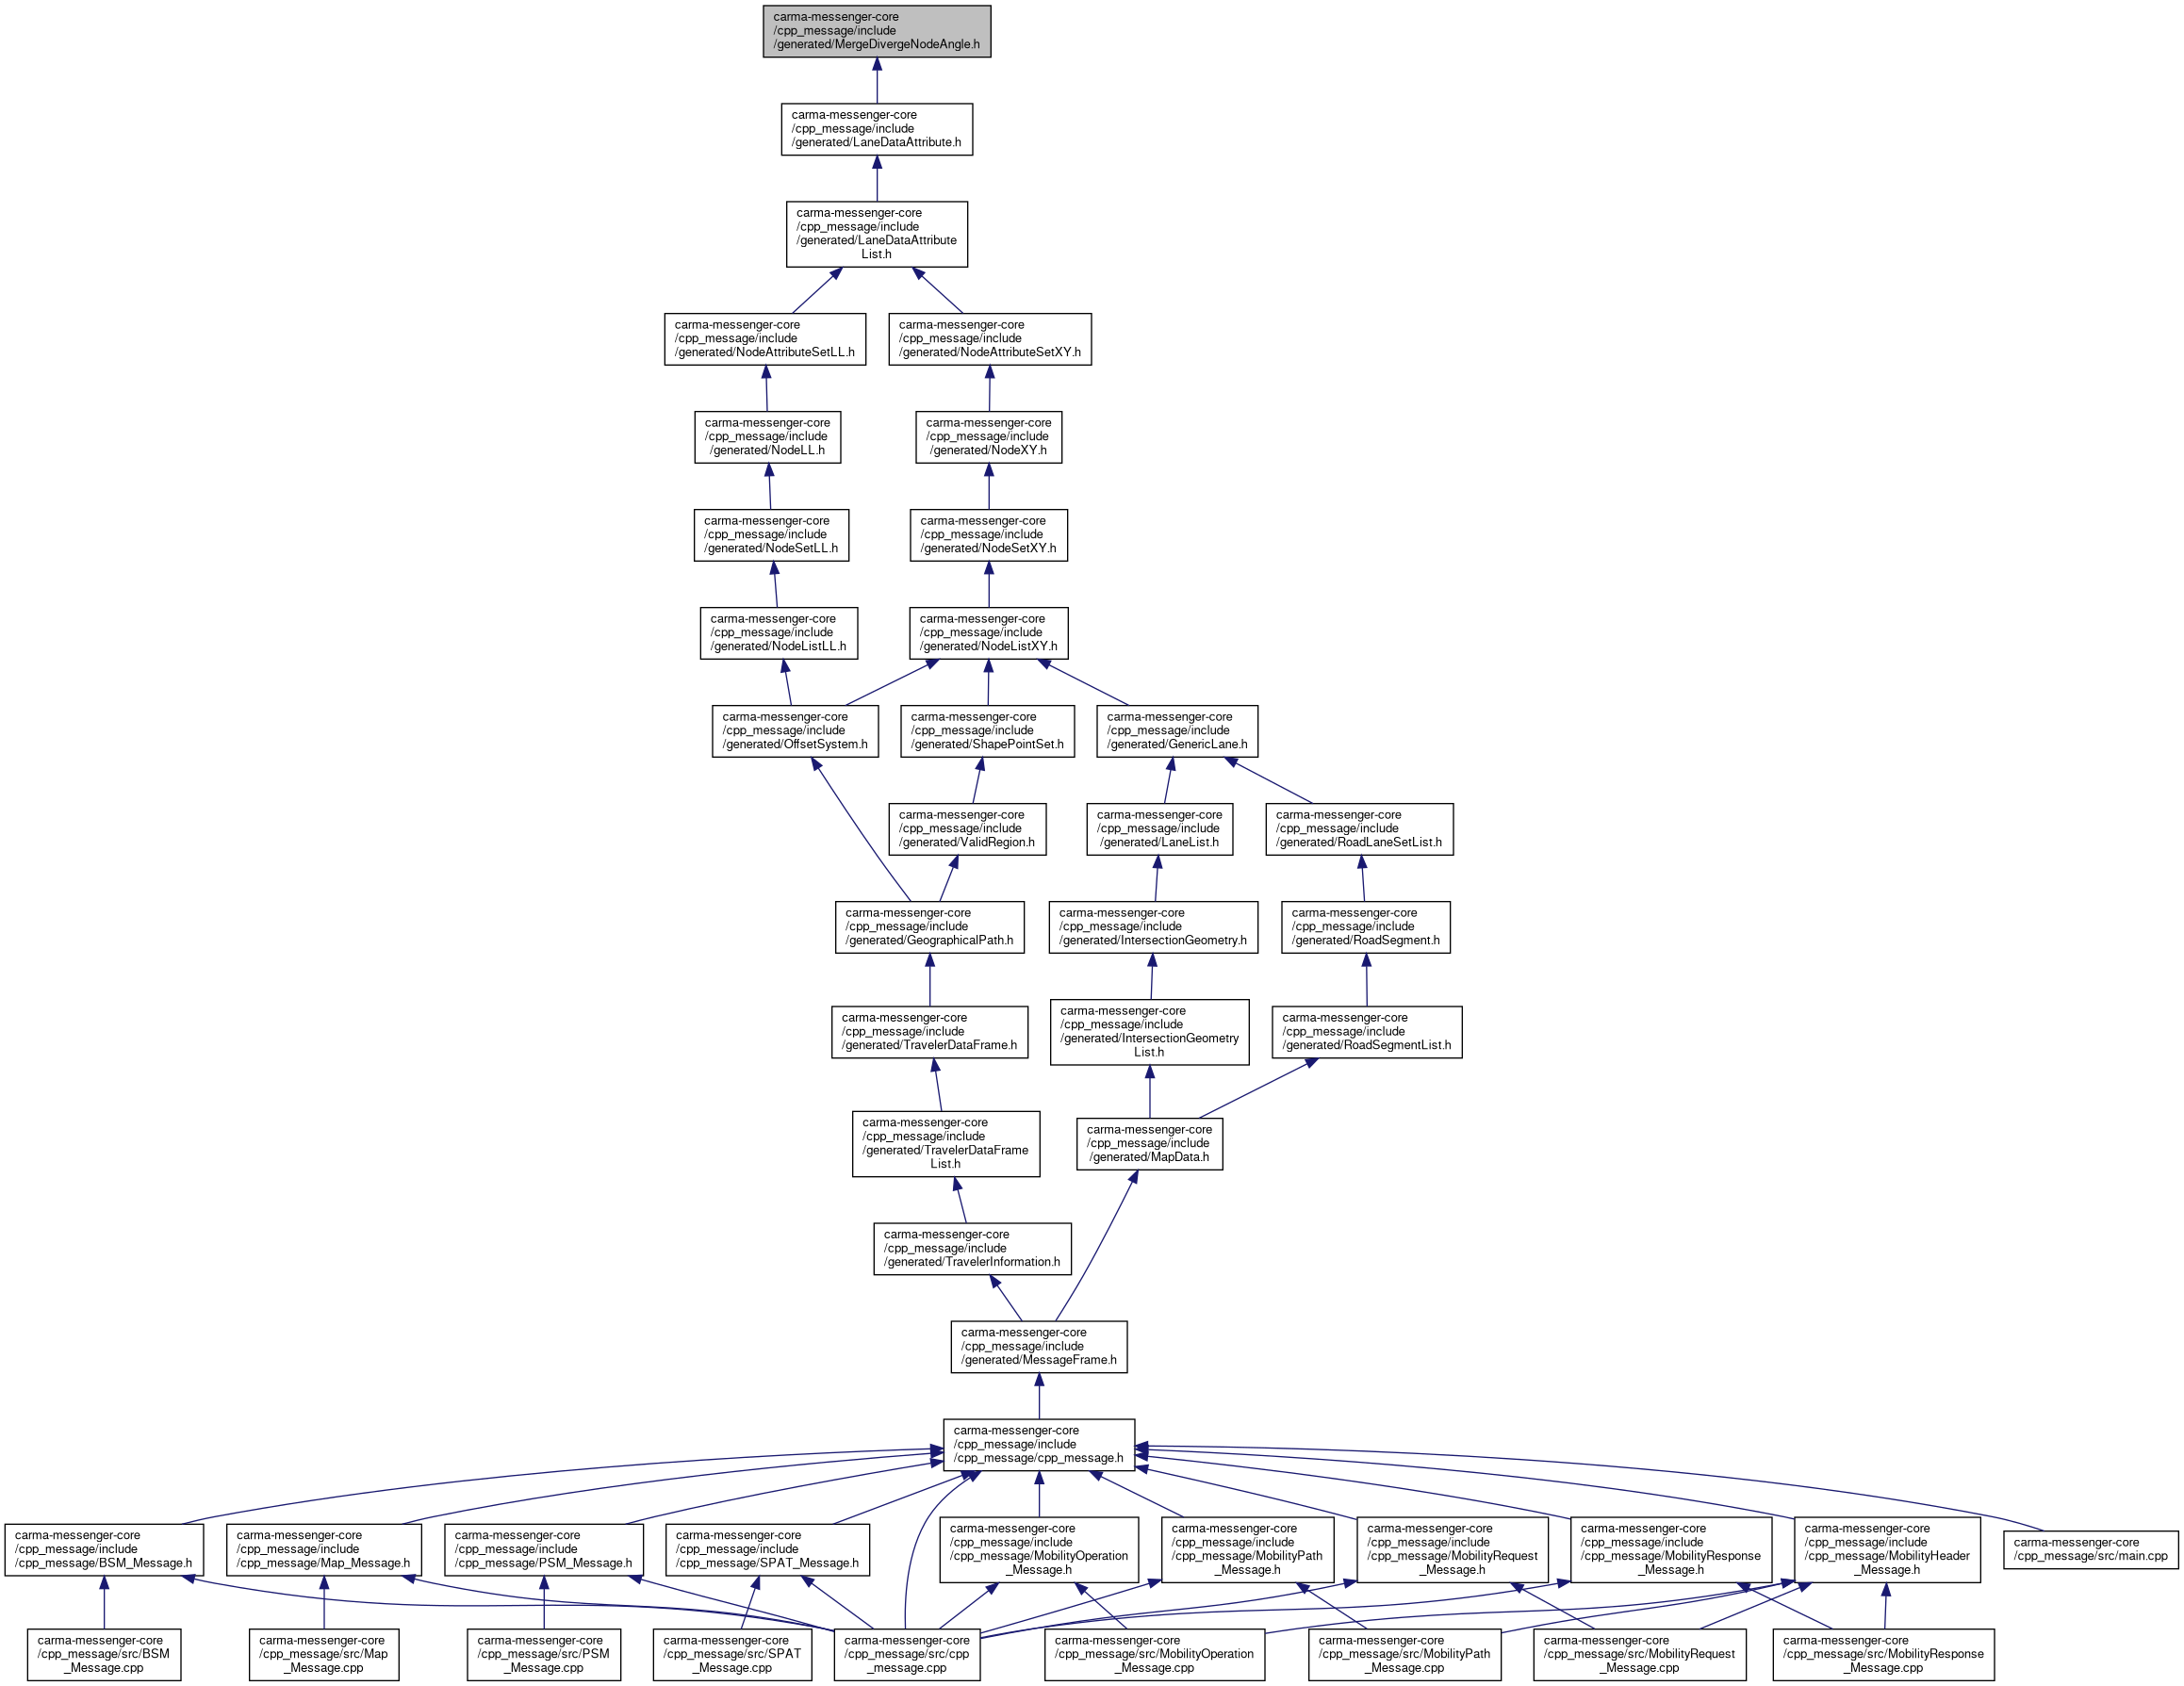 carma-messenger-core
/cpp_message/include
/generated/MergeDivergeNodeAngle.h
carma-messenger-core
/cpp_message/include
/generated/LaneDataAttribute.h
carma-messenger-core
/cpp_message/include
/generated/LaneDataAttribute
List.h
carma-messenger-core
/cpp_message/include
/generated/NodeAttributeSetLL.h
carma-messenger-core
/cpp_message/include
/generated/NodeAttributeSetXY.h
carma-messenger-core
/cpp_message/include
/generated/NodeLL.h
carma-messenger-core
/cpp_message/include
/generated/NodeXY.h
carma-messenger-core
/cpp_message/include
/generated/NodeSetLL.h
carma-messenger-core
/cpp_message/include
/generated/NodeSetXY.h
carma-messenger-core
/cpp_message/include
/generated/NodeListLL.h
carma-messenger-core
/cpp_message/include
/generated/NodeListXY.h
carma-messenger-core
/cpp_message/include
/generated/OffsetSystem.h
carma-messenger-core
/cpp_message/include
/generated/ShapePointSet.h
carma-messenger-core
/cpp_message/include
/generated/GenericLane.h
carma-messenger-core
/cpp_message/include
/generated/ValidRegion.h
carma-messenger-core
/cpp_message/include
/generated/LaneList.h
carma-messenger-core
/cpp_message/include
/generated/RoadLaneSetList.h
carma-messenger-core
/cpp_message/include
/generated/GeographicalPath.h
carma-messenger-core
/cpp_message/include
/generated/IntersectionGeometry.h
carma-messenger-core
/cpp_message/include
/generated/RoadSegment.h
carma-messenger-core
/cpp_message/include
/generated/TravelerDataFrame.h
carma-messenger-core
/cpp_message/include
/generated/IntersectionGeometry
List.h
carma-messenger-core
/cpp_message/include
/generated/RoadSegmentList.h
carma-messenger-core
/cpp_message/include
/generated/TravelerDataFrame
List.h
carma-messenger-core
/cpp_message/include
/generated/MapData.h
carma-messenger-core
/cpp_message/include
/generated/TravelerInformation.h
carma-messenger-core
/cpp_message/include
/generated/MessageFrame.h
carma-messenger-core
/cpp_message/include
/cpp_message/cpp_message.h
carma-messenger-core
/cpp_message/include
/cpp_message/BSM_Message.h
carma-messenger-core
/cpp_message/include
/cpp_message/Map_Message.h
carma-messenger-core
/cpp_message/include
/cpp_message/PSM_Message.h
carma-messenger-core
/cpp_message/include
/cpp_message/SPAT_Message.h
carma-messenger-core
/cpp_message/include
/cpp_message/MobilityOperation
_Message.h
carma-messenger-core
/cpp_message/include
/cpp_message/MobilityPath
_Message.h
carma-messenger-core
/cpp_message/include
/cpp_message/MobilityRequest
_Message.h
carma-messenger-core
/cpp_message/include
/cpp_message/MobilityResponse
_Message.h
carma-messenger-core
/cpp_message/include
/cpp_message/MobilityHeader
_Message.h
carma-messenger-core
/cpp_message/src/main.cpp
carma-messenger-core
/cpp_message/src/BSM
_Message.cpp
carma-messenger-core
/cpp_message/src/Map
_Message.cpp
carma-messenger-core
/cpp_message/src/PSM
_Message.cpp
carma-messenger-core
/cpp_message/src/SPAT
_Message.cpp
carma-messenger-core
/cpp_message/src/cpp
_message.cpp
carma-messenger-core
/cpp_message/src/MobilityOperation
_Message.cpp
carma-messenger-core
/cpp_message/src/MobilityPath
_Message.cpp
carma-messenger-core
/cpp_message/src/MobilityRequest
_Message.cpp
carma-messenger-core
/cpp_message/src/MobilityResponse
_Message.cpp